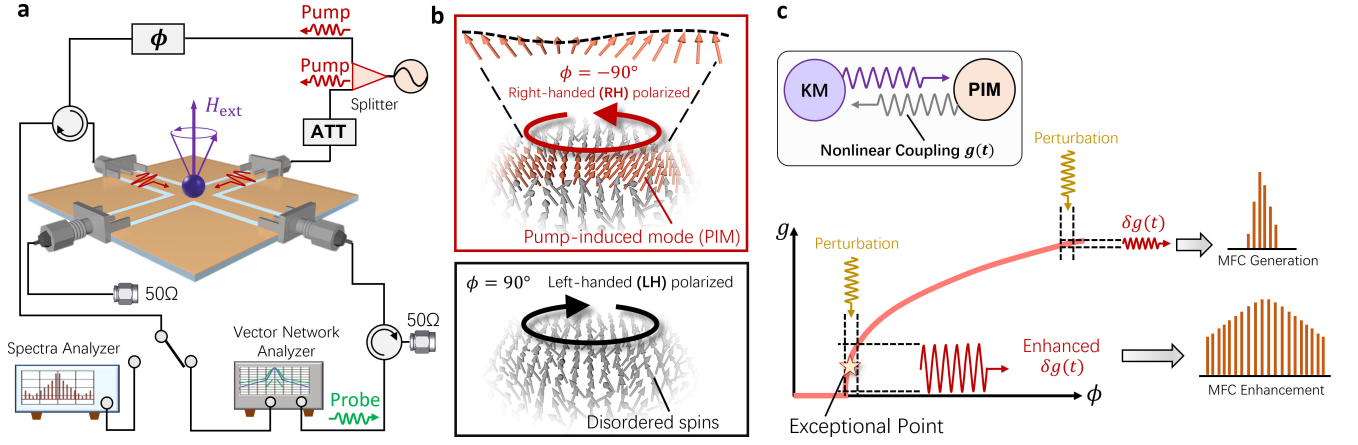 a
Pump
ϕ
Pump
Splitter
H_ext
ATT
50Ω
50Ω
Spectra Analyzer
Vector Network
Analyzer
Probe
b
ϕ = −90°
Right-handed (RH) polarized
Pump-induced mode (PIM)
ϕ = 90° Left-handed (LH) polarized
Disordered spins
c
KM
PIM
Nonlinear Coupling g(t)
Perturbation
g
Perturbation
δg(t)
MFC Generation
Enhanced
δg(t)
MFC Enhancement
ϕ
Exceptional Point